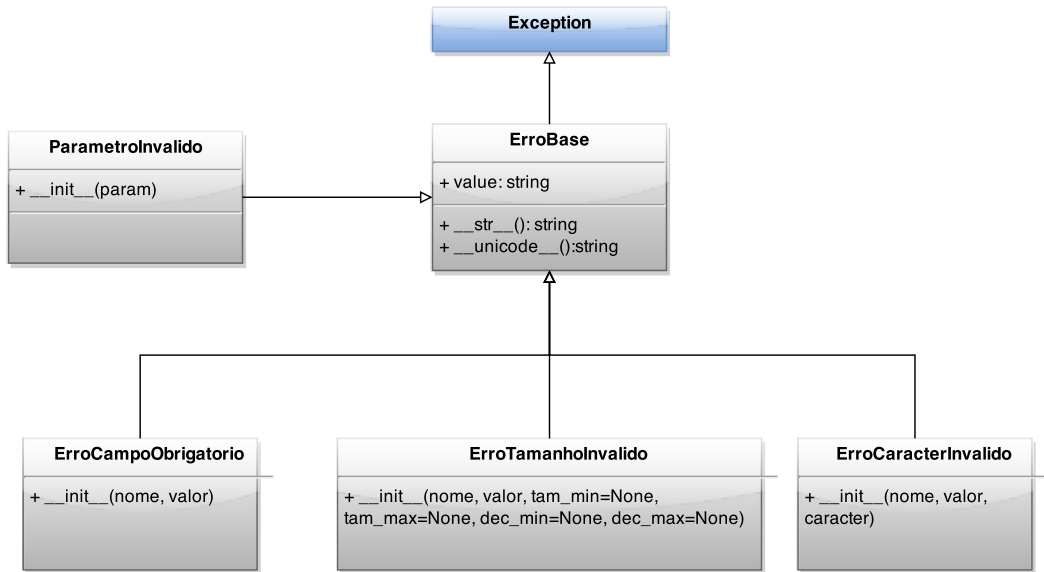 Exception
ParametroInvalido
+ __init__(param)
ErroBase
+ value: string
+ __str__(): string
+ __unicode__():string
ErroCampoObrigatorio
+ __init__(nome, valor)
ErroTamanhoInvalido
+ __init__(nome, valor, tam_min=None,
tam_max=None, dec_min=None, dec_max=None)
ErroCaracterInvalido
+ __init__(nome, valor,
caracter)